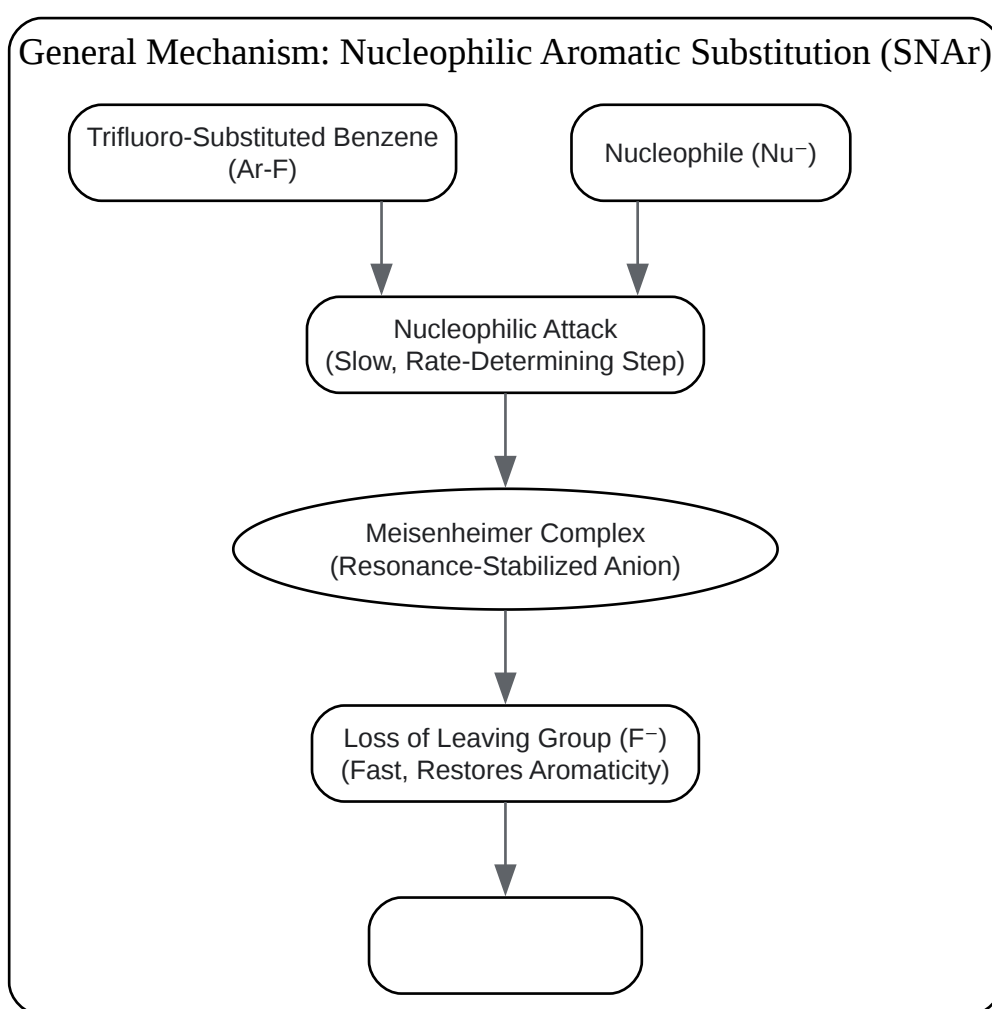 General Mechanism: Nucleophilic Aromatic Substitution (SNAr)
Trifluoro-Substituted Benzene
(Ar-F)
Nucleophile (Nu⁻)
Nucleophilic Attack
(Slow, Rate-Determining Step)
Meisenheimer Complex
(Resonance-Stabilized Anion)
Loss of Leaving Group (F⁻)
(Fast, Restores Aromaticity)